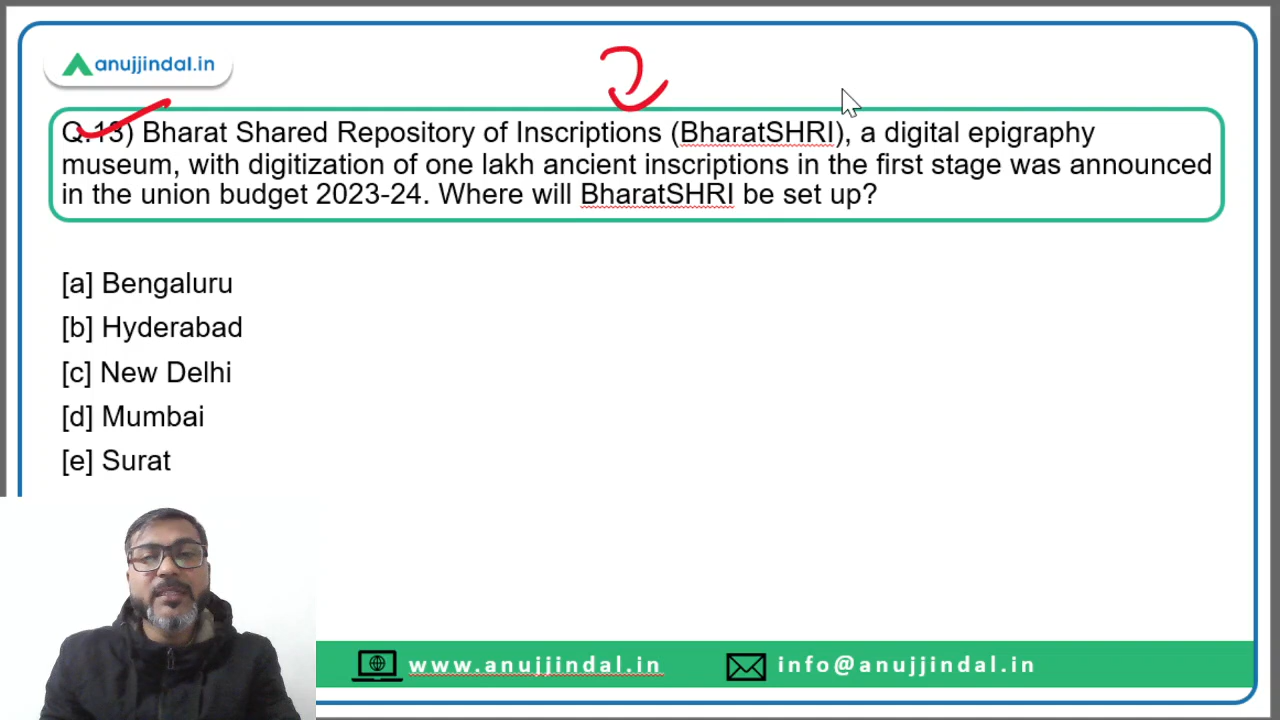 anujjindal.in
Q.13) Bharat Shared Repository of Inscriptions (BharatSHRI), a digital epigraphy
museum, with digitization of one lakh ancient inscriptions in the first stage was announced
in the union budget 2023-24. Where will BharatSHRI be set up?
[a] Bengaluru
[b] Hyderabad
[c] New Delhi
[d] Mumbai
[e] Surat
www.anujjindal.in
info@anujjindal.in